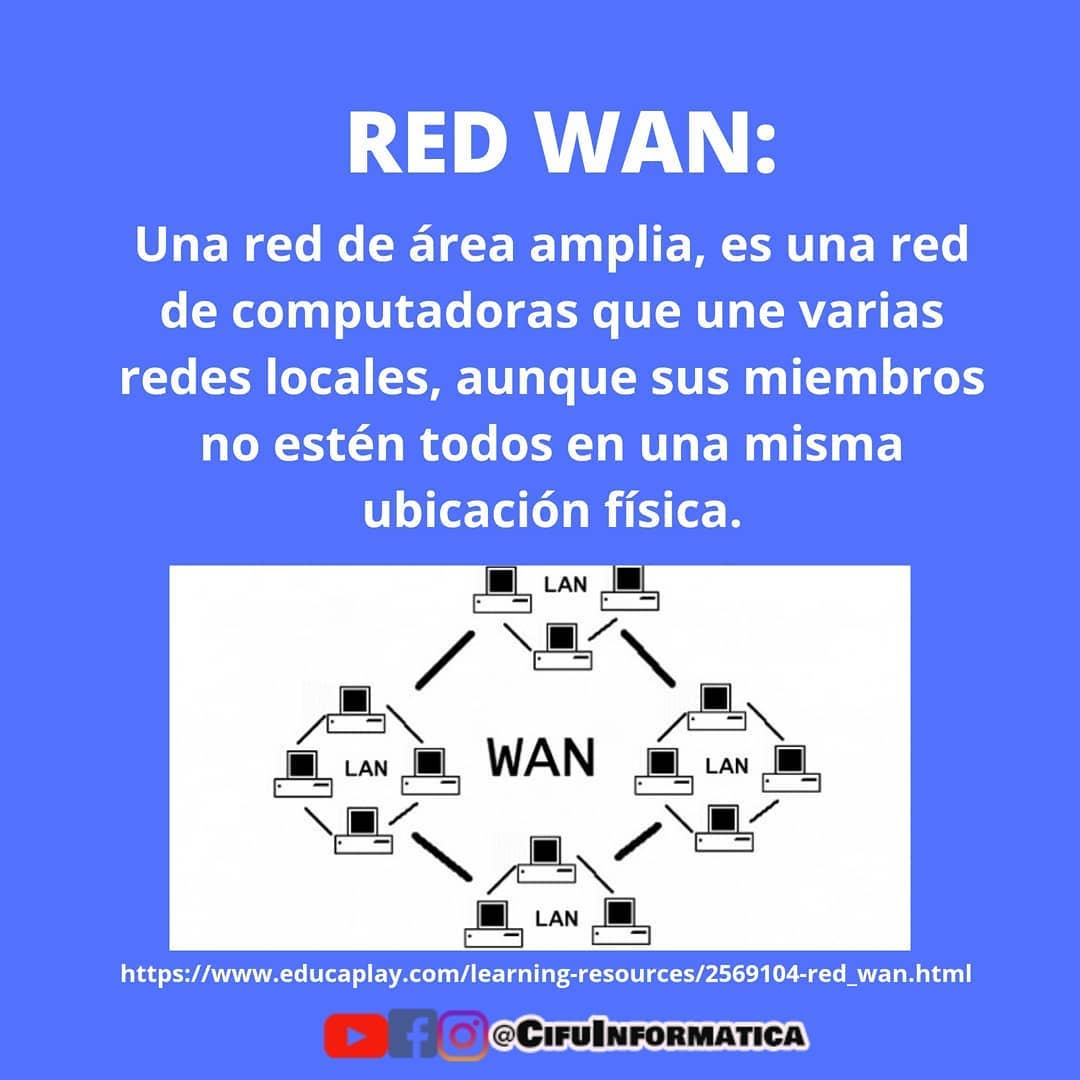 RED WAN:
Una red de área amplia, es una red
de computadoras que une varias
redes locales, aunque sus miembros
no estén todos en una misma
ubicación física.
LAN
LAN
WAN
LAN
LAN
https://www.educaplay.com/learning-resources/2569104-red_wan.html
@CIFUINFORMATICA